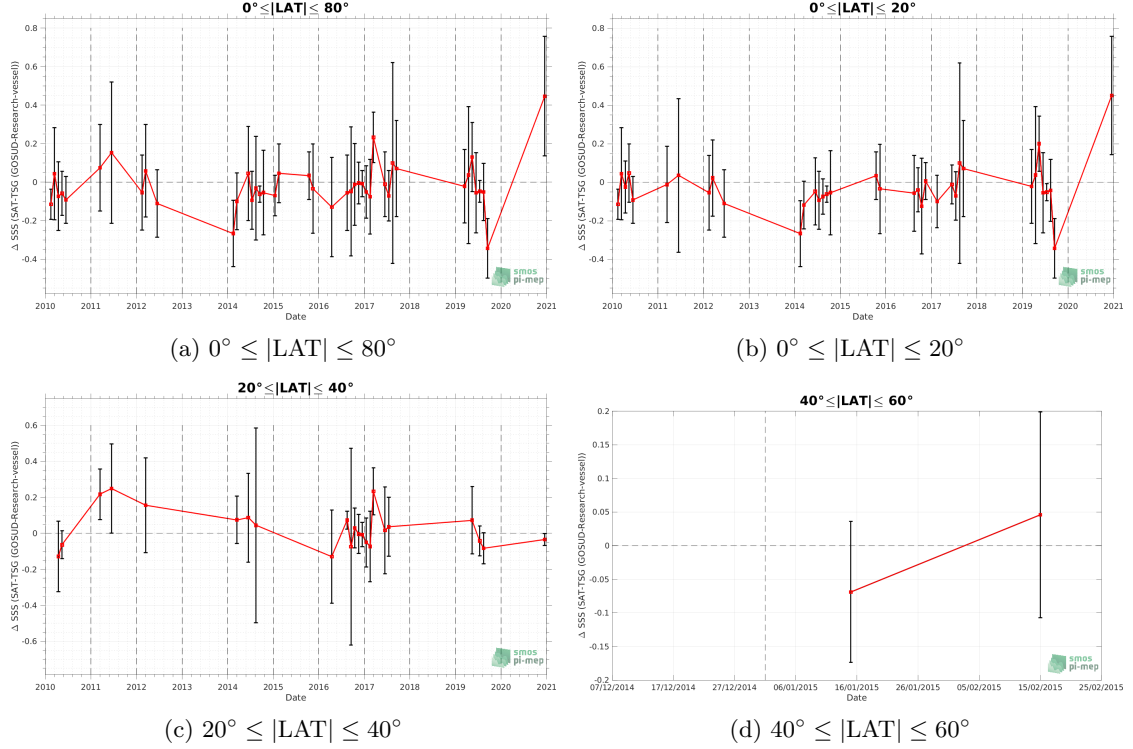 0°≤|LAT|≤ 80°
Δ SSS (SAT-TSG (GOSUD-Research-vessel))
0.8
0.6
0.4
0.2
0
-0.2
-0.4
smos
pi-mep
2010 2011 2012 2013 2014 2015 2016 2017 2018 2019 2020 2021
Date
(a) 0° ≤ |LAT| ≤ 80°
0°≤|LAT|≤ 20°
Δ SSS (SAT-TSG (GOSUD-Research-vessel))
0.8
0.6
0.4
0.2
0
-0.2
-0.4
smos
pi-mep
2010 2011 2012 2013 2014 2015 2016 2017 2018 2019 2020 2021
Date
(b) 0° ≤ |LAT| ≤ 20°
20°≤|LAT|≤ 40°
Δ SSS (SAT-TSG (GOSUD-Research-vessel))
0.6
0.4
0.2
0
-0.2
-0.4
-0.6
smos
pi-mep
2010 2011 2012 2013 2014 2015 2016 2017 2018 2019 2020 2021
Date
(c) 20° ≤ |LAT| ≤ 40°
40°≤|LAT|≤ 60°
Δ SSS (SAT-TSG (GOSUD-Research-vessel))
0.2
0.15
0.1
0.05
0
-0.05
-0.1
-0.15
-0.2
smos
pi-mep
07/12/2014 17/12/2014 27/12/2014 06/01/2015 16/01/2015 26/01/2015 05/02/2015 15/02/2015 25/02/2015
Date
(d) 40° ≤ |LAT| ≤ 60°